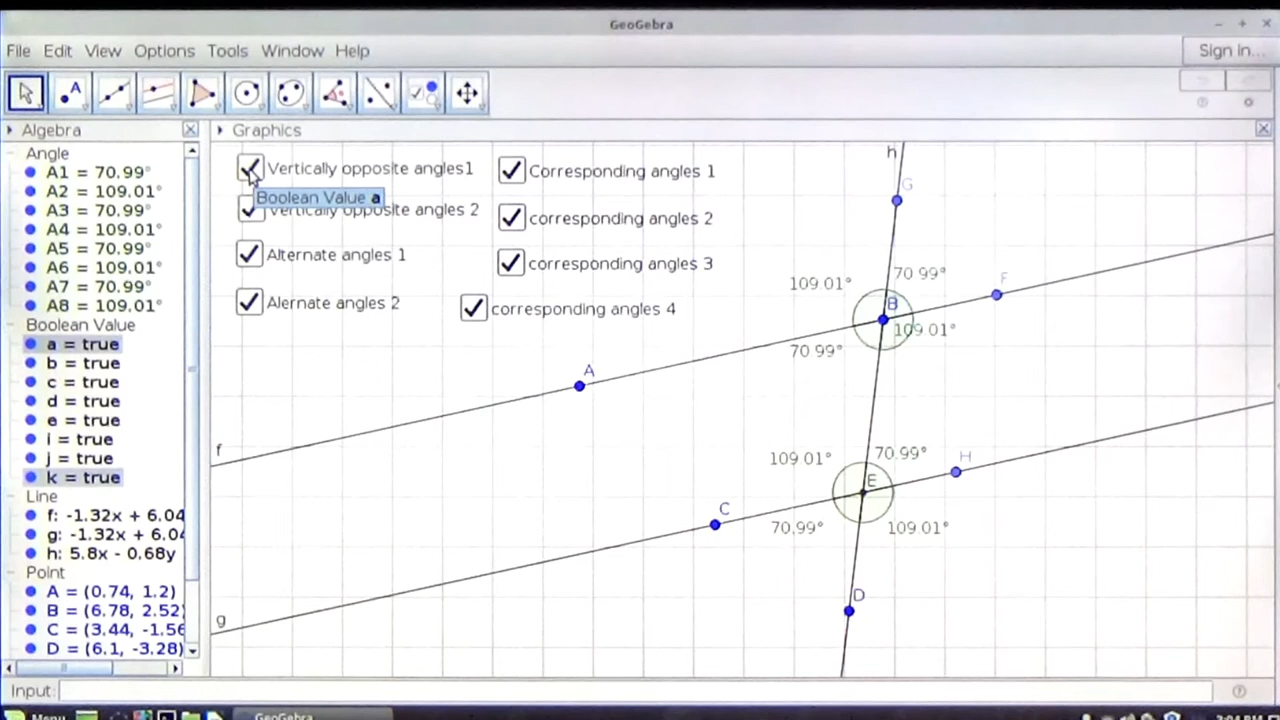 GeoGebra
File Edit View Options Tools Window Help
Sign in...
Algebra
Graphics
Angle
A1 = 70.99°
A2 = 109.01°
A3 = 70.99°
A4 = 109.01°
A5 = 70.99°
A6 = 109.01°
A7 = 70.99°
A8 = 109.01°
Boolean Value
a = true
b = true
c = true
d = true
e = true
i = true
j = true
k = true
Line
f: -1.32x + 6.04
g: -1.32x + 6.04
h: 5.8x - 0.68y
Point
A = (0.74, 1.2)
B = (6.78, 2.52)
C = (3.44, -1.56
D = (6.1, -3.28)
Vertically opposite angles1
Boolean Value a
Vertically opposite angles 2
Alternate angles 1
Alernate angles 2
Corresponding angles 1
corresponding angles 2
corresponding angles 3
corresponding angles 4
h
G
109.01°
70.99°
F
B
109.01°
70.99°
A
f
109.01°
70.99°
H
E
C
70.99°
109.01°
D
g
Input:
Menu
GeoGebra